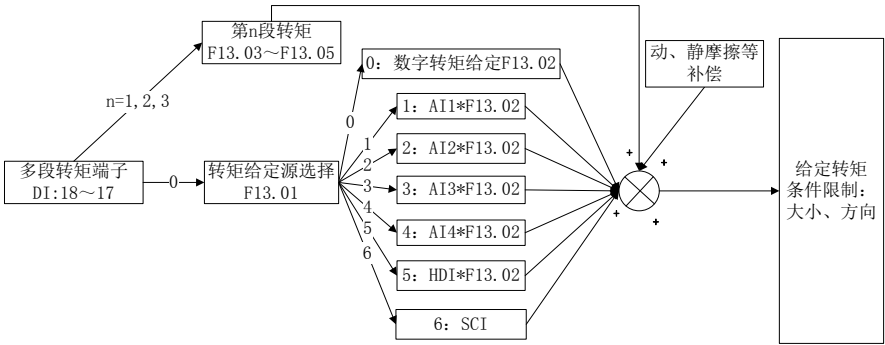 第n段转矩
F13.03～F13.05
n=1,2,3
多段转矩端子
DI:18～17
0
转矩给定源选择
F13.01
0
1
2
3
4
5
6
0: 数字转矩给定F13.02
1: AI1*F13.02
2: AI2*F13.02
3: AI3*F13.02
4: AI4*F13.02
5: HDI*F13.02
6: SCI
动、静摩擦等
补偿
+
+
+
+
给定转矩
条件限制:
大小、方向